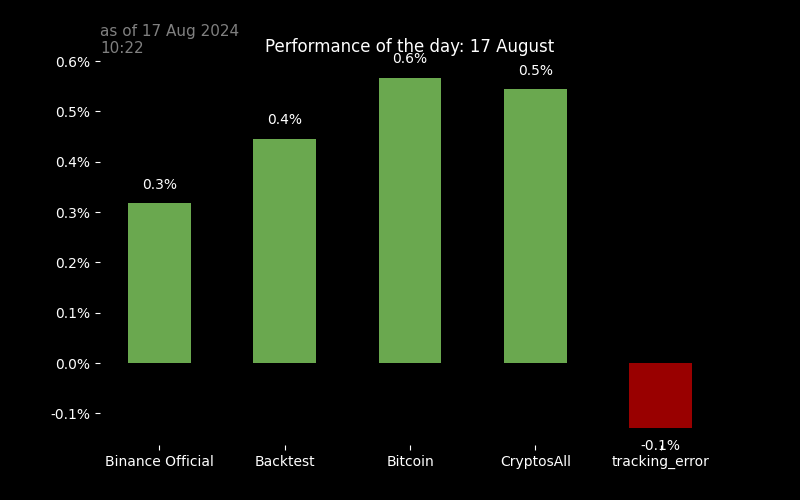 as of 17 Aug 2024
10:22
Performance of the day: 17 August
0.6%
0.5%
0.4%
0.3%
0.2%
0.1%
0.0%
-0.1%
0.3%
0.4%
0.6%
0.5%
-0.1%
Binance Official
Backtest
Bitcoin
CryptosAll
tracking_error